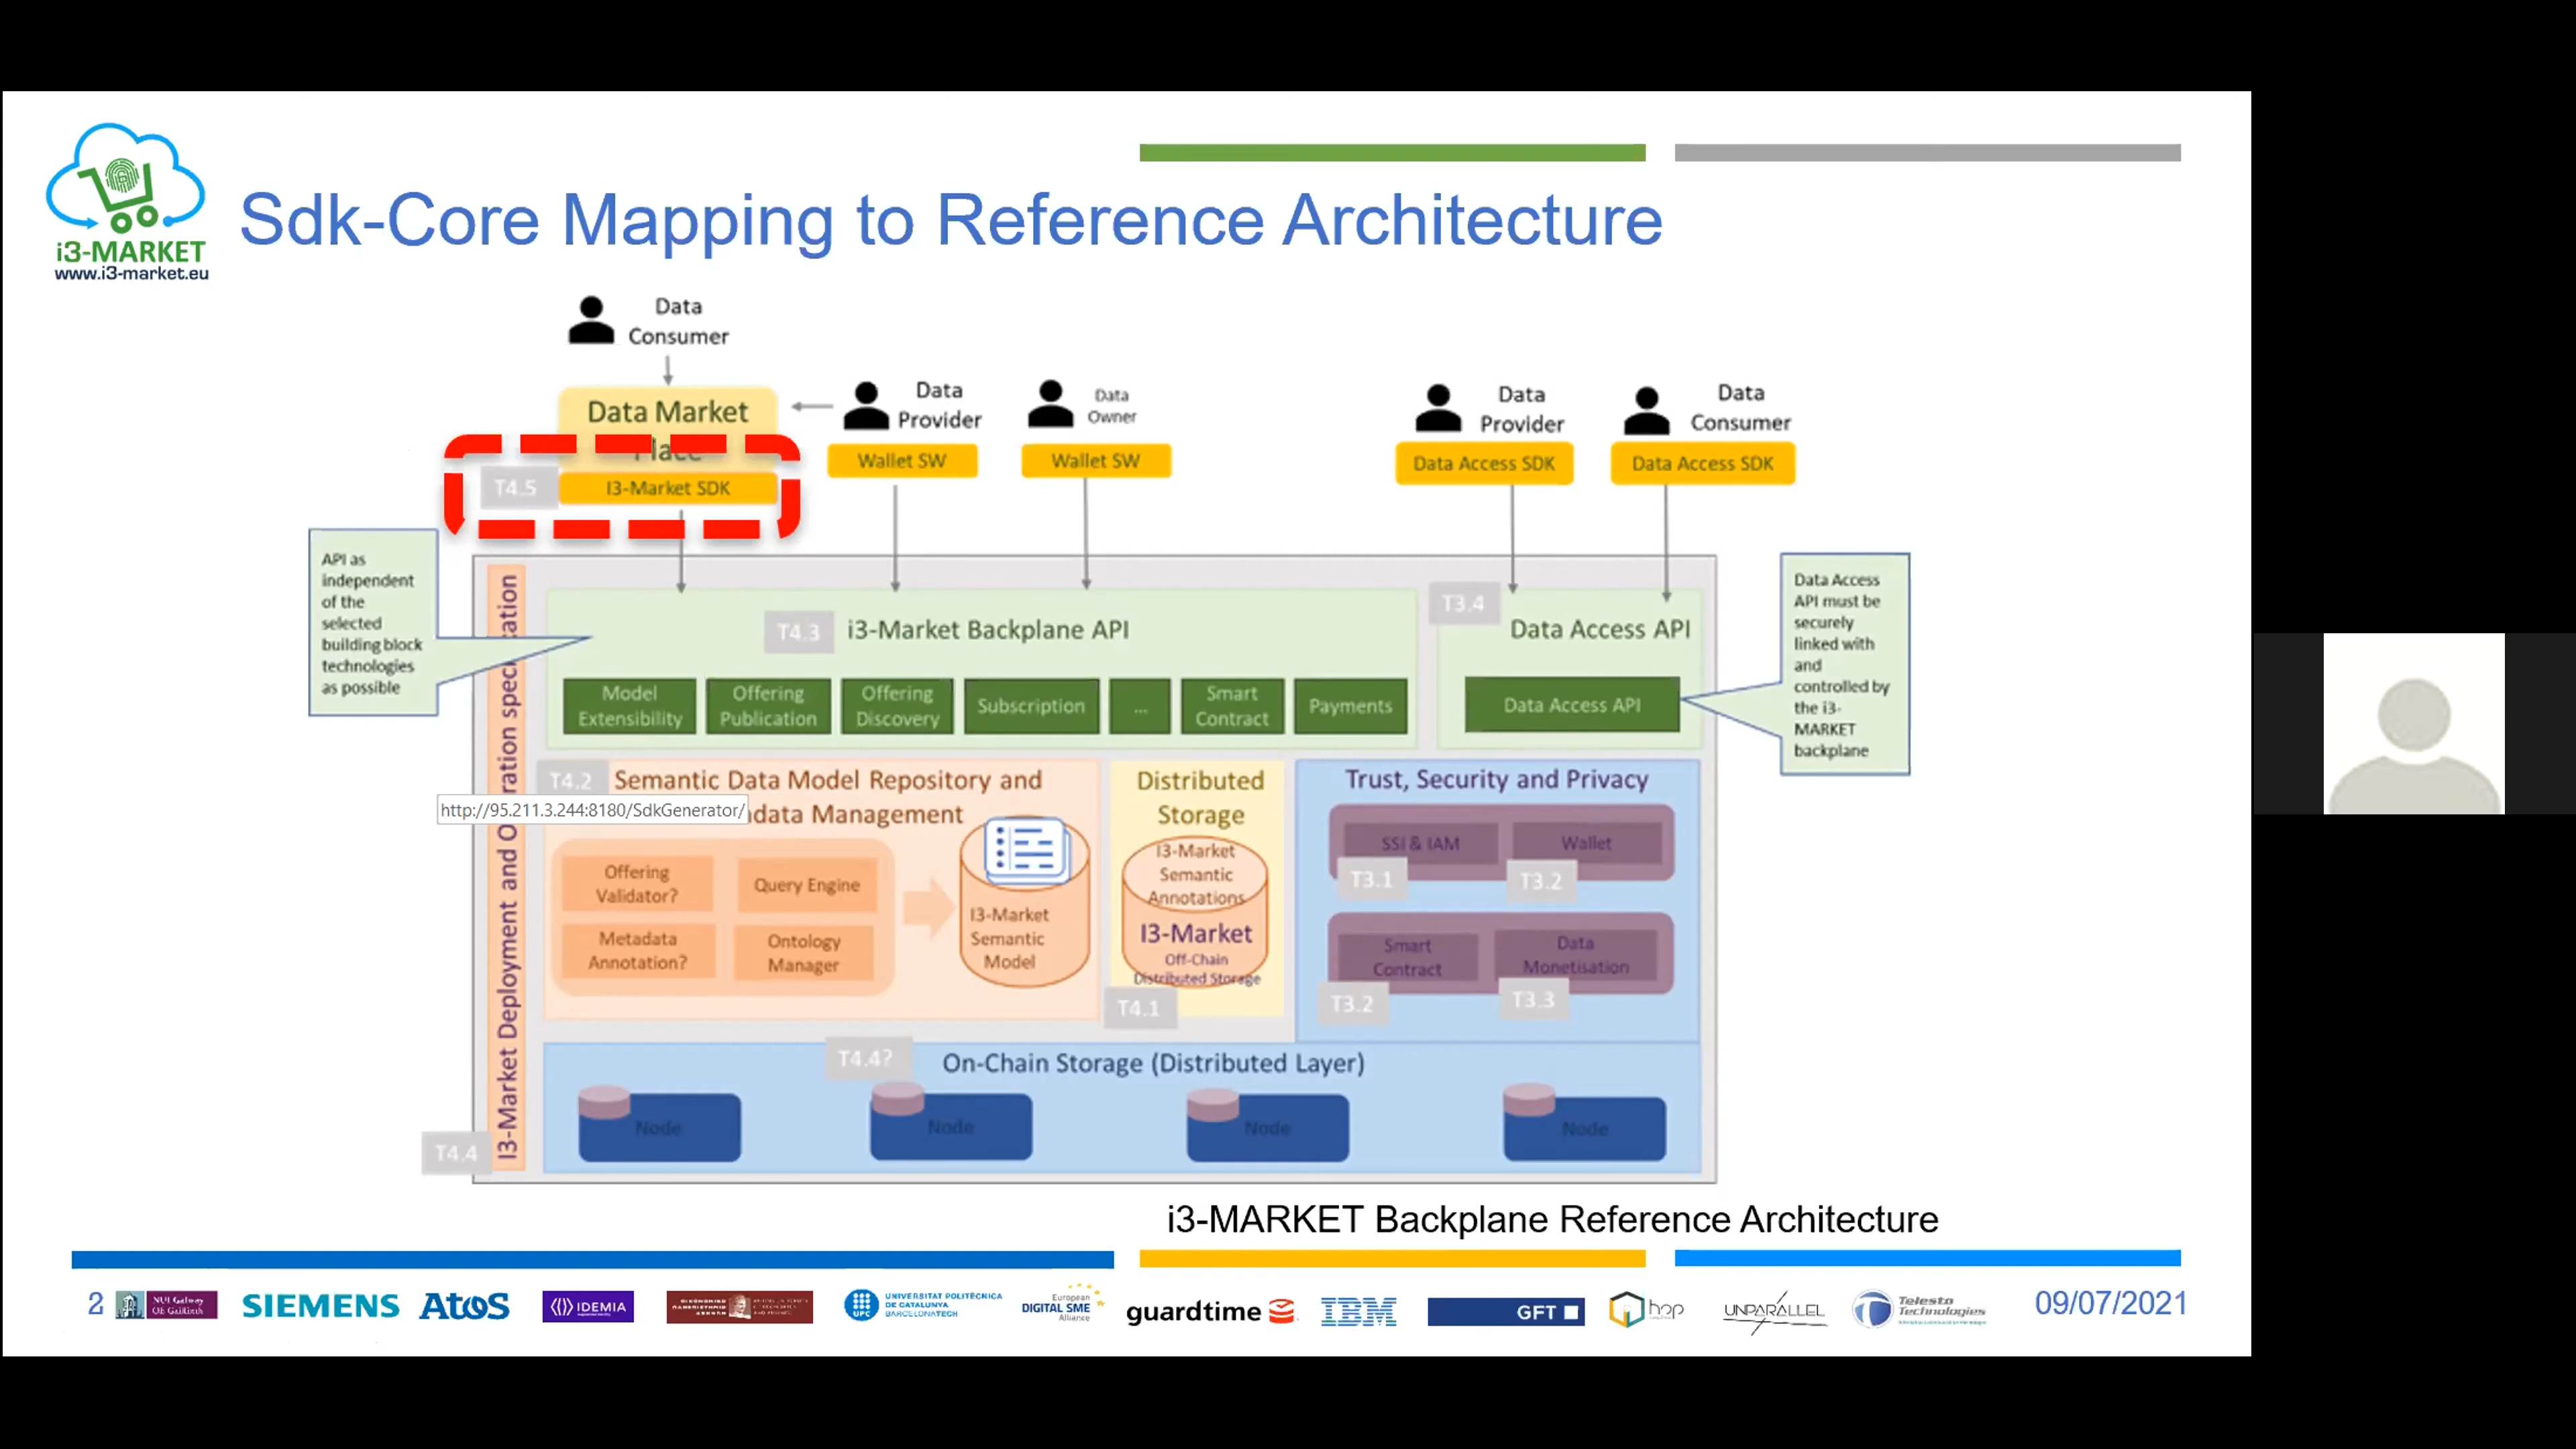 i3-MARKET
www.i3-market.eu
Sdk-Core Mapping to Reference Architecture
Data
Consumer
Data Market
Place
T4.5
I3-Market SDK
Data
Provider
Wallet SW
Data
Owner
Wallet SW
Data
Provider
Data Access SDK
Data
Consumer
Data Access SDK
API as
independent
of the
selected
building block
technologies
as possible
I3-Market Deployment and
T4.3
i3-Market Backplane API
Model
Extensibility
Offering
Publication
Offering
Discovery
Subscription
...
Smart
Contract
Payments
T3.4
Data Access API
Data Access API
Data Access
API must be
securely
linked with
and
controlled by
the i3-
MARKET
backplane
T4.2
Semantic Data Model Repository and
http://95.211.3.244:8180/SdkGenerator/
data Management
Offering
Validator?
Query Engine
Metadata
Annotation?
Ontology
Manager
I3-Market
Semantic
Model
Distributed
Storage
I3-Market
Semantic
Annotations
I3-Market
Off-Chain
Distributed Storage
T4.1
Trust, Security and Privacy
SSI & IAM
Wallet
T3.1
T3.2
Smart
Contract
Data
Monetisation
T3.2
T3.3
T4.4?
On-Chain Storage (Distributed Layer)
Node
Node
Node
Node
T4.4
i3-MARKET Backplane Reference Architecture
2
NUI Galway
OÉ Gaillimh
SIEMENS
Atos
IDEMIA
UPC
UNIVERSITAT POLITÈCNICA
DE CATALUNYA
BARCELONATECH
European
DIGITAL SME
Alliance
guardtime
IBM
GFT
hop
UNPARALLEL
Telesto
Technologies
09/07/2021